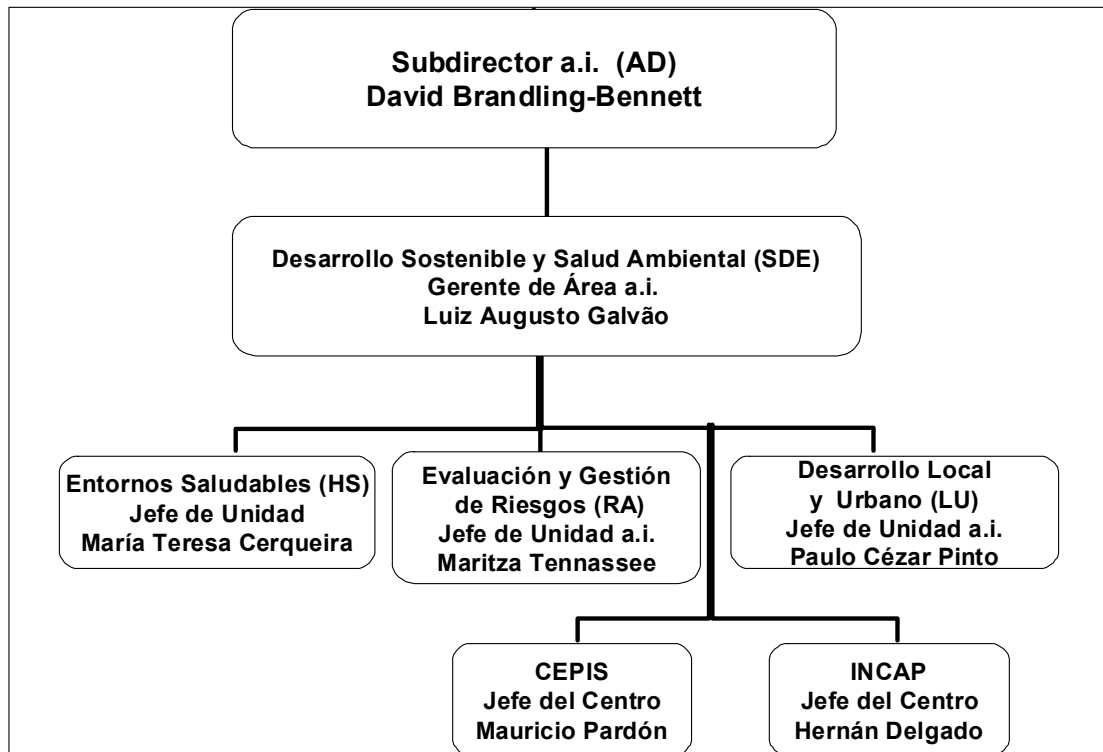 Subdirector a.i. (AD)
David Brandling-Bennett
Desarrollo Sostenible y Salud Ambiental (SDE)
Gerente de Área a.i.
Luiz Augusto Galvão
Entornos Saludables (HS)
Jefe de Unidad
María Teresa Cerqueira
Evaluación y Gestión
de Riesgos (RA)
Jefe de Unidad a.i.
Maritza Tennassee
Desarrollo Local
y Urbano (LU)
Jefe de Unidad a.i.
Paulo Cézar Pinto
CEPIS
Jefe del Centro
Mauricio Pardón
INCAP
Jefe del Centro
Hernán Delgado